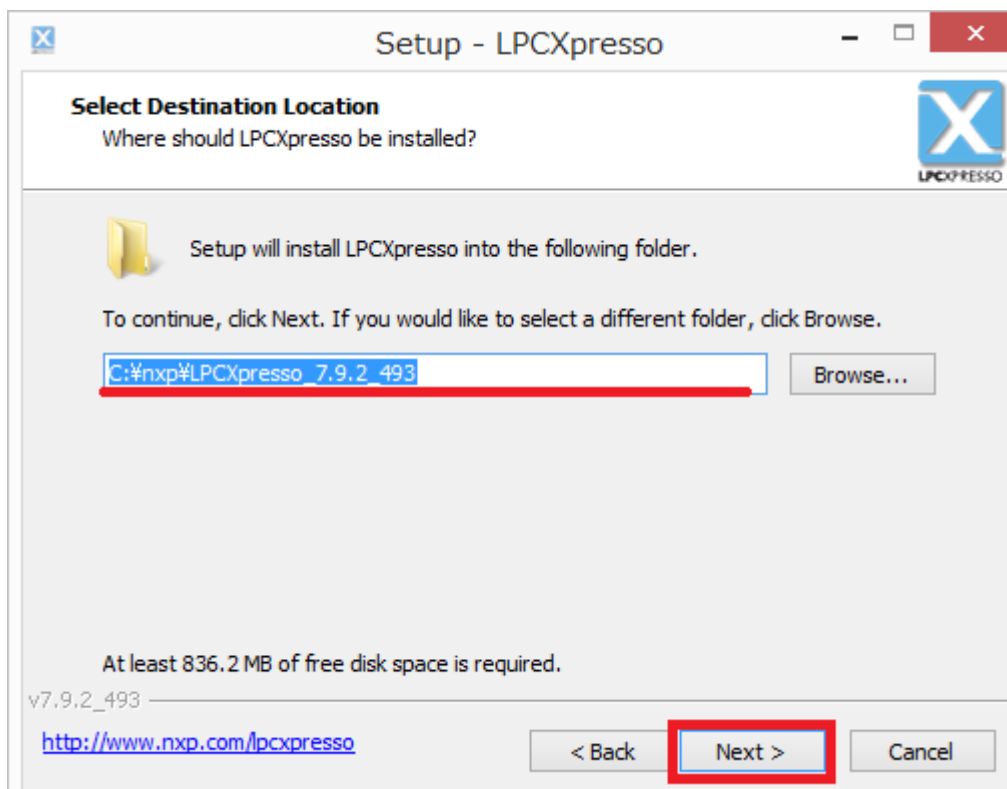 Setup - LPCXpresso
Select Destination Location
Where should LPCXpresso be installed?
LPCXPRESSO
Setup will install LPCXpresso into the following folder.
To continue, click Next. If you would like to select a different folder, click Browse.
C:¥nxp¥LPCXpresso_7.9.2_493
Browse...
At least 836.2 MB of free disk space is required.
v7.9.2_493
http://www.nxp.com/lpcxpresso
< Back
Next >
Cancel